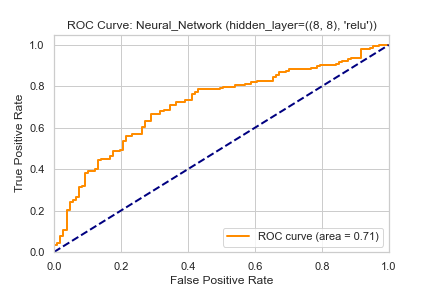 ROC Curve: Neural_Network (hidden_layer=((8, 8), 'relu'))
True Positive Rate
1.0
0.8
0.6
0.4
0.2
0.0
ROC curve (area = 0.71)
0.0 0.2 0.4 0.6 0.8 1.0
False Positive Rate